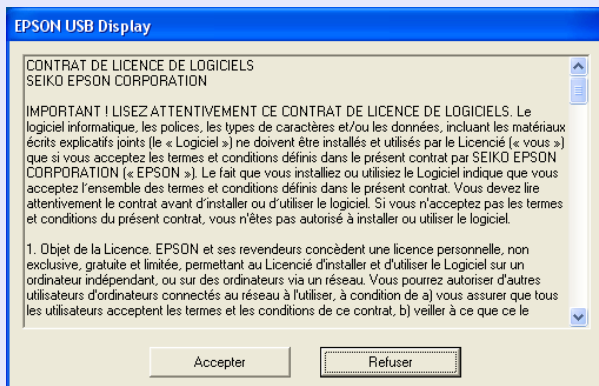 EPSON USB Display
CONTRAT DE LICENCE DE LOGICIELS
SEIKO EPSON CORPORATION
IMPORTANT ! LISEZ ATTENTIVEMENT CE CONTRAT DE LICENCE DE LOGICIELS. Le
logiciel informatique, les polices, les types de caractères et/ou les données, incluant les matériaux
écrits explicatifs joints (le « Logiciel ») ne doivent être installés et utilisés par le Licencié (« vous »)
que si vous acceptez les termes et conditions définis dans le présent contrat par SEIKO EPSON
CORPORATION (« EPSON »). Le fait que vous installiez ou utilisiez le Logiciel indique que vous
acceptez l'ensemble des termes et conditions définis dans le présent contrat. Vous devez lire
attentivement le contrat avant d'installer ou d'utiliser le logiciel. Si vous n'acceptez pas les termes
et conditions du présent contrat, vous n'êtes pas autorisé à installer ou utiliser le logiciel.
1. Objet de la Licence. EPSON et ses revendeurs concèdent une licence personnelle, non
exclusive, gratuite et limitée, permettant au Licencié d'installer et d'utiliser le Logiciel sur un
ordinateur indépendant, ou sur des ordinateurs via un réseau. Vous pourrez autoriser d'autres
utilisateurs d'ordinateurs connectés au réseau à l'utiliser, à condition de a) vous assurer que tous
les utilisateurs acceptent les termes et les conditions de ce contrat, b) veiller à ce que ce le
Accepter
Refuser